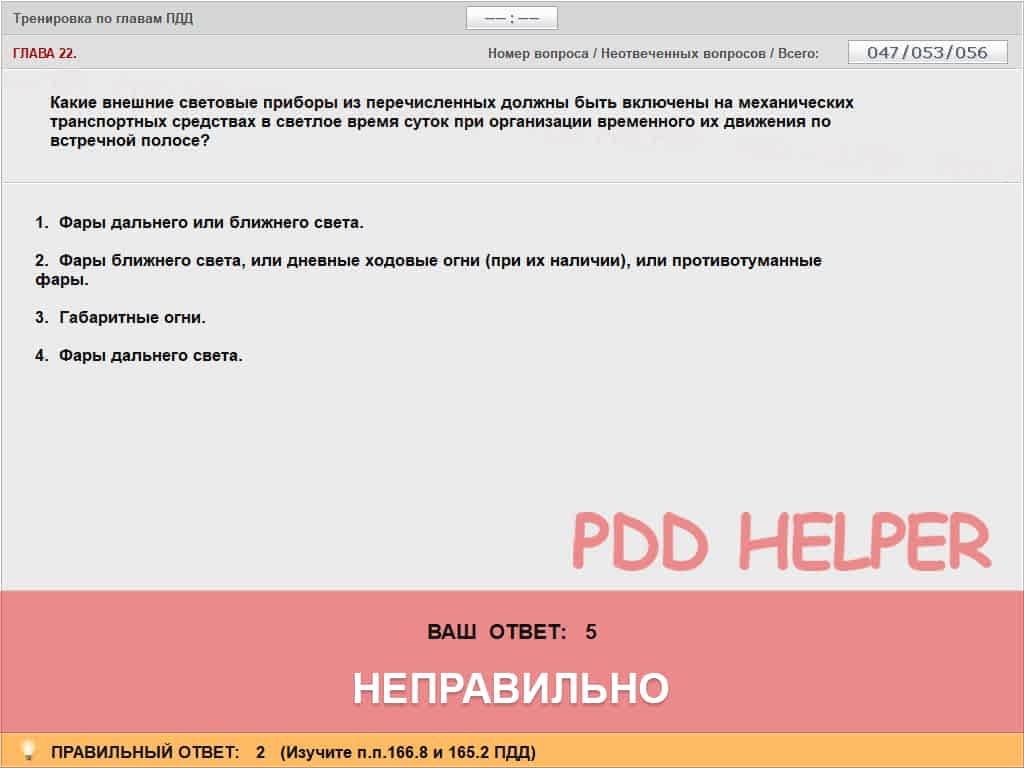 Тренировка по главам ПДД
—— : ——
ГЛАВА 22.
Номер вопроса / Неотвеченных вопросов / Всего:
047/053/056
Какие внешние световые приборы из перечисленных должны быть включены на механических
транспортных средствах в светлое время суток при организации временного их движения по
встречной полосе?
1. Фары дальнего или ближнего света.
2. Фары ближнего света, или дневные ходовые огни (при их наличии), или противотуманные
фары.
3. Габаритные огни.
4. Фары дальнего света.
PDD HELPER
ВАШ ОТВЕТ: 5
НЕПРАВИЛЬНО
ПРАВИЛЬНЫЙ ОТВЕТ: 2 (Изучите п.п.166.8 и 165.2 ПДД)